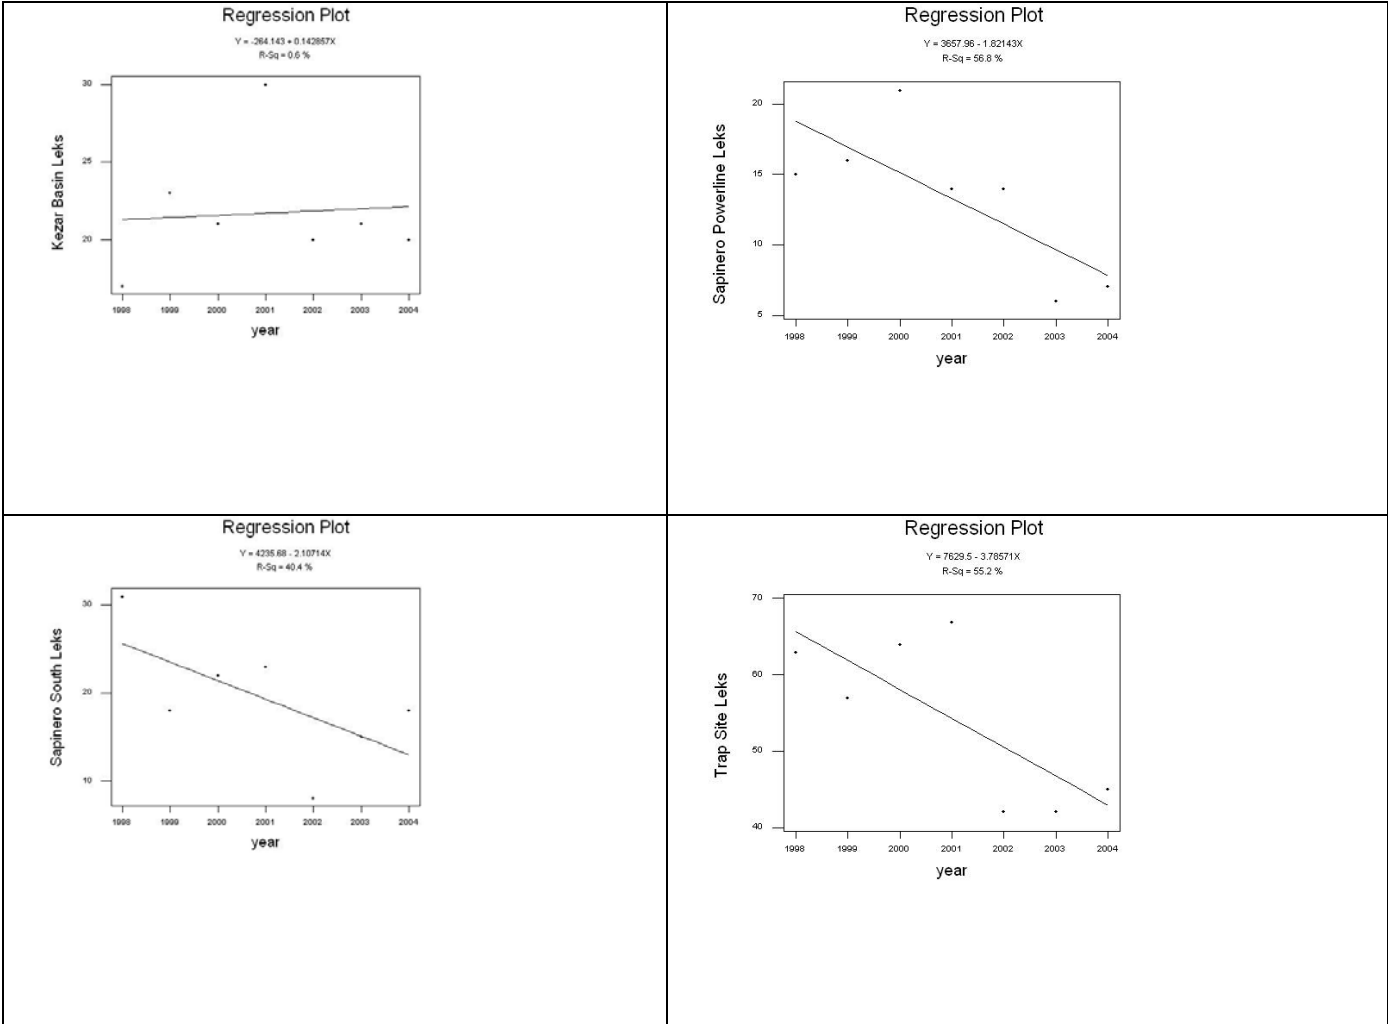 Regression Plot
Y = -264.143 + 0.142857X
R-Sq = 0.6 %
Kezar Basin Leks
30
25
20
1998 1999 2000 2001 2002 2003 2004
year
Regression Plot
Y = 3657.96 - 1.82143X
R-Sq = 56.8 %
Sapinero Powerline Leks
20
15
10
5
1998 1999 2000 2001 2002 2003 2004
year
Regression Plot
Y = 4235.68 - 2.10714X
R-Sq = 40.4 %
Sapinero South Leks
30
20
10
1998 1999 2000 2001 2002 2003 2004
year
Regression Plot
Y = 7629.5 - 3.78571X
R-Sq = 55.2 %
Trap Site Leks
70
60
50
40
1998 1999 2000 2001 2002 2003 2004
year